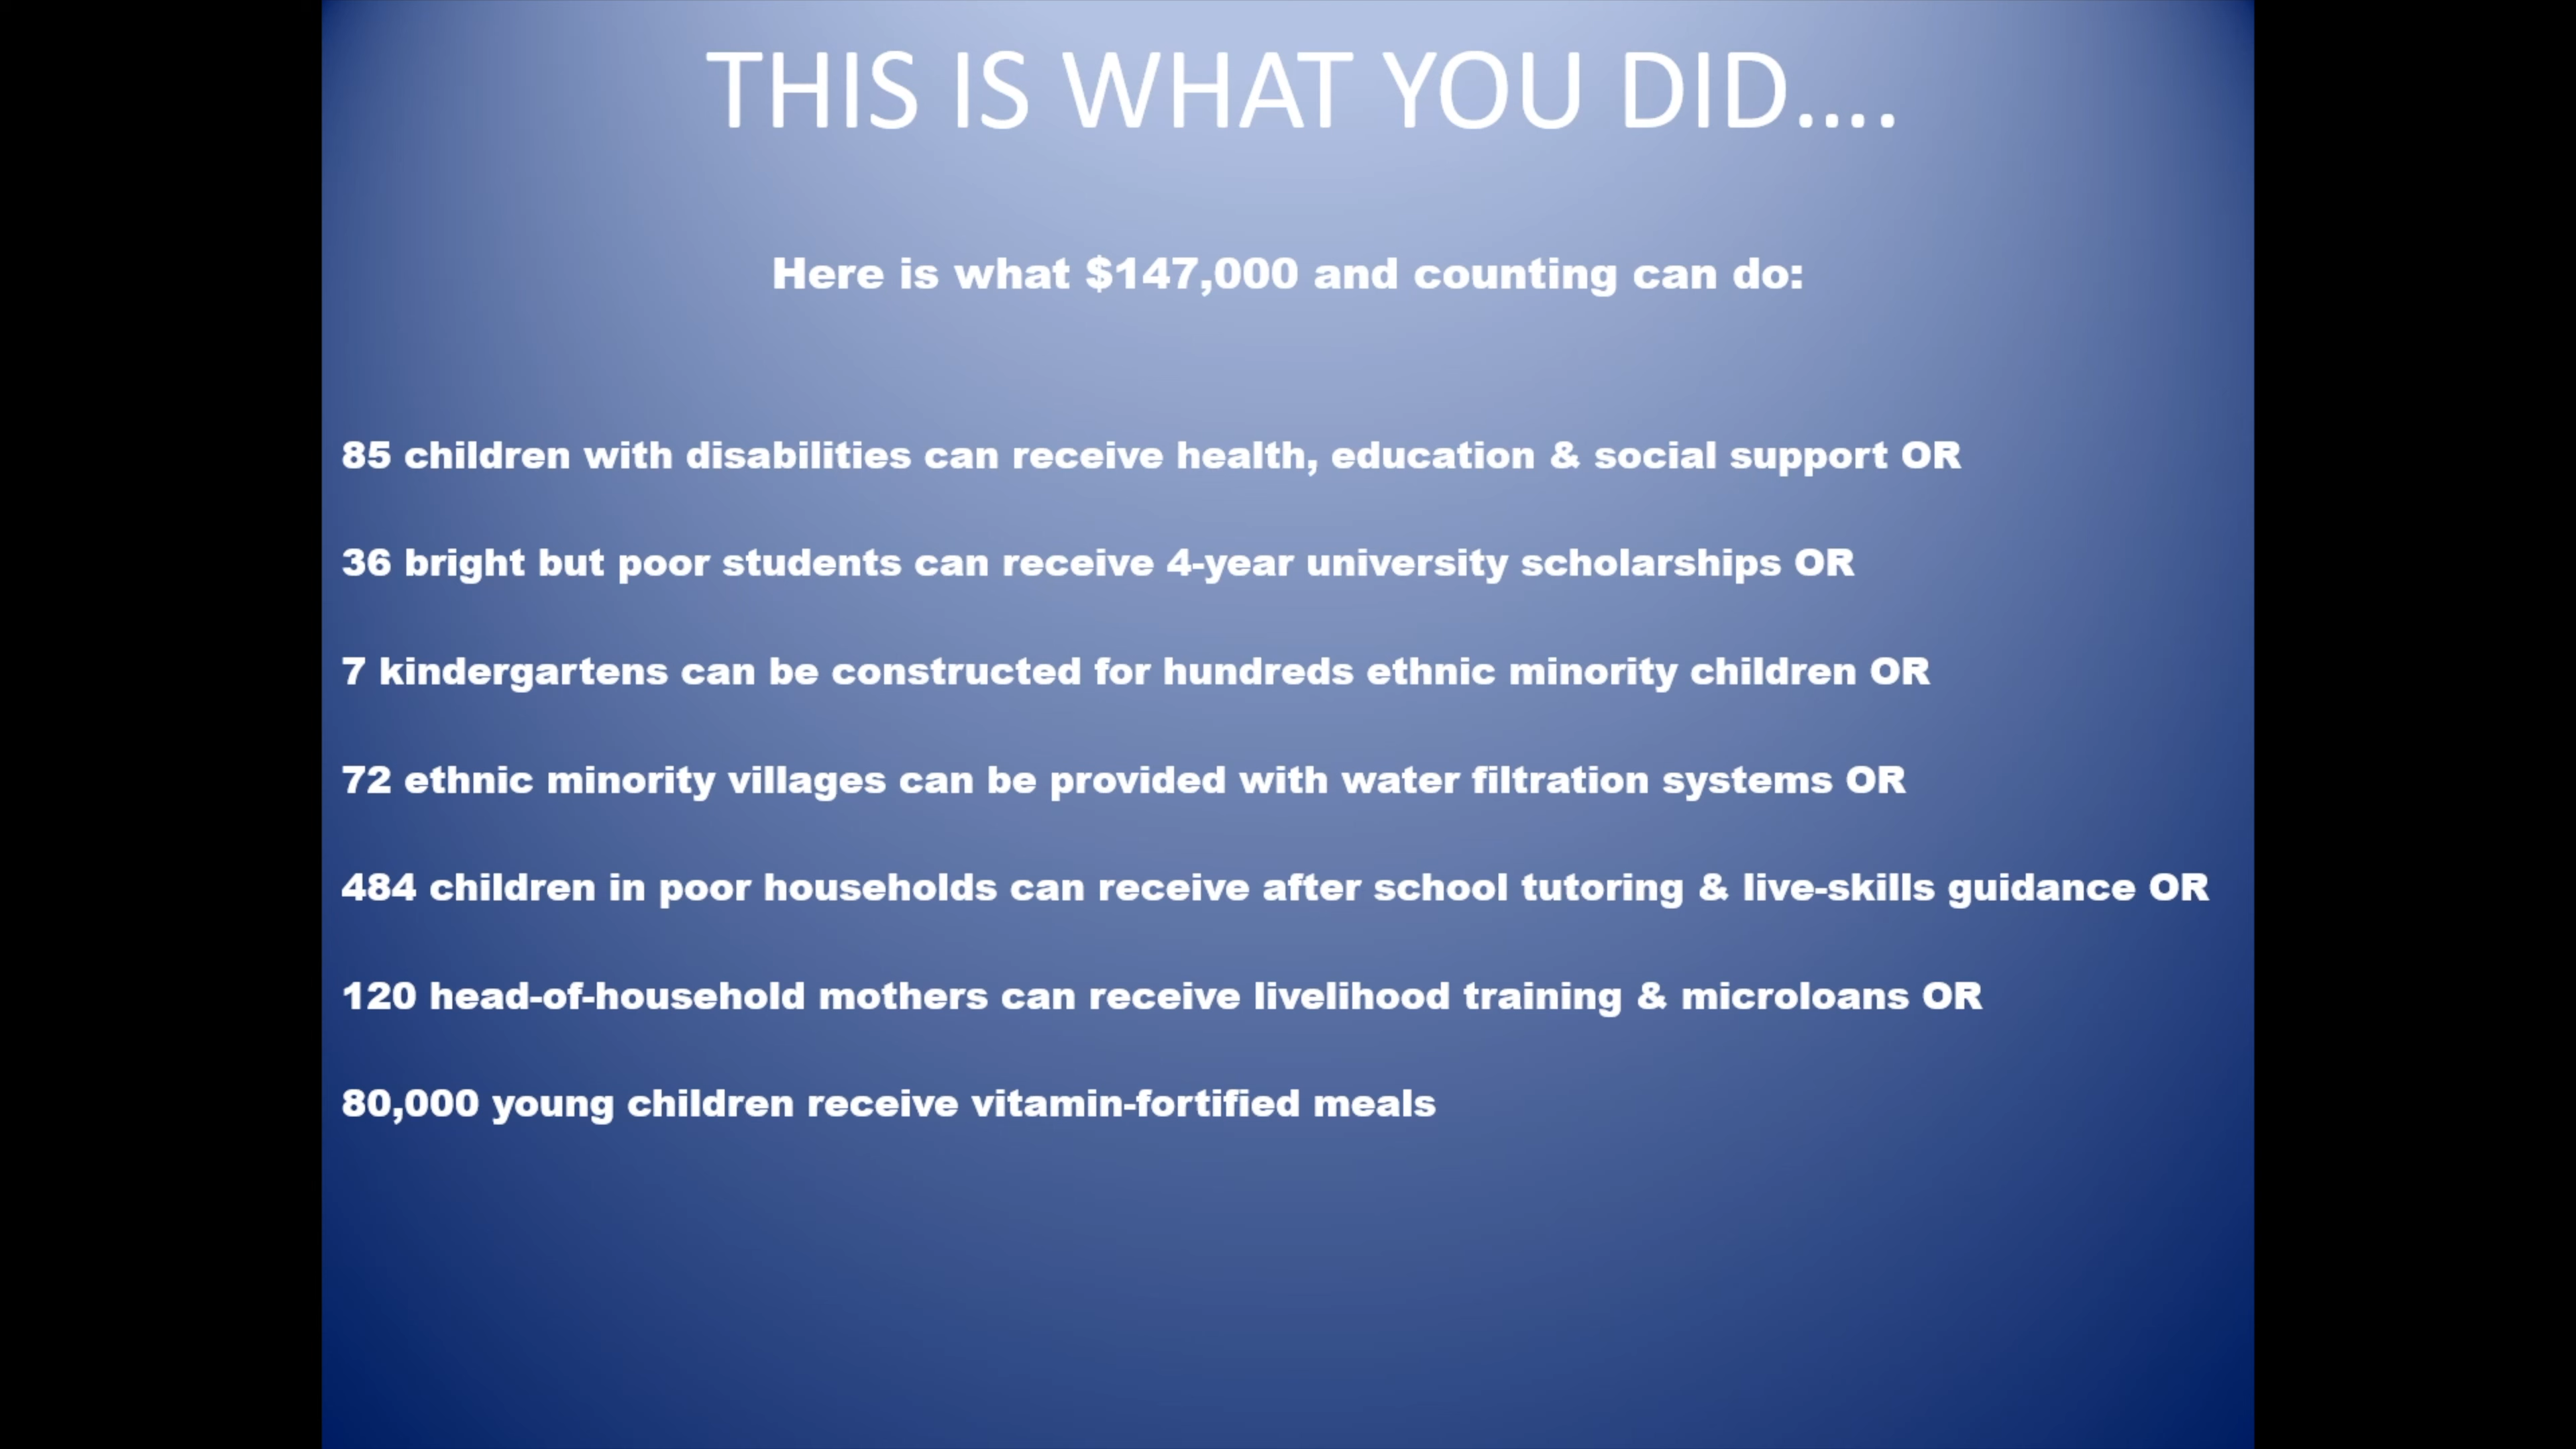 THIS IS WHAT YOU DID....
Here is what $147,000 and counting can do:
85 children with disabilities can receive health, education & social support OR
36 bright but poor students can receive 4-year university scholarships OR
7 kindergartens can be constructed for hundreds ethnic minority children OR
72 ethnic minority villages can be provided with water filtration systems OR
484 children in poor households can receive after school tutoring & live-skills guidance OR
120 head-of-household mothers can receive livelihood training & microloans OR
80,000 young children receive vitamin-fortified meals